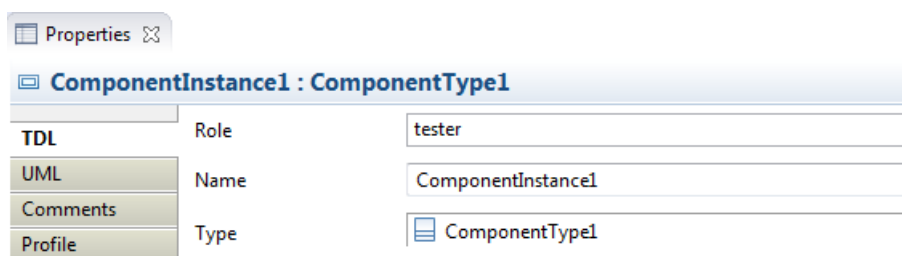 Properties
ComponentInstance1 : ComponentType1
TDL
Role
tester
UML
Name
ComponentInstance1
Comments
Type
ComponentType1
Profile